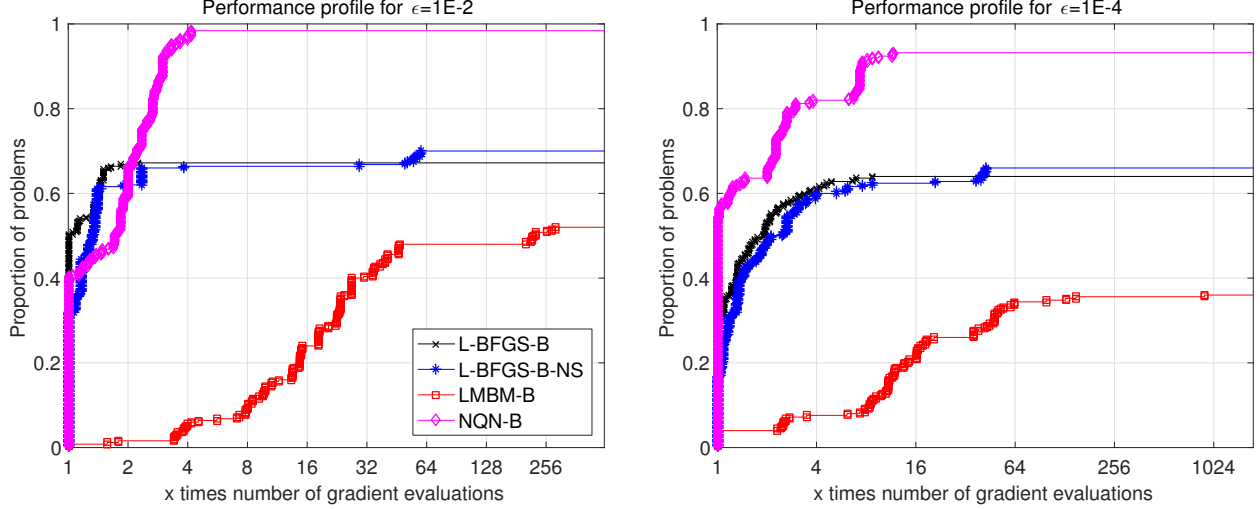 Performance profile for ϵ=1E-2
1
0.8
0.6
0.4
0.2
0
Proportion of problems
1 2 4 8 16 32 64 128 256
x times number of gradient evaluations
L-BFGS-B
L-BFGS-B-NS
LMBM-B
NQN-B
Performance profile for ϵ=1E-4
1
0.8
0.6
0.4
0.2
0
Proportion of problems
1 4 16 64 256 1024
x times number of gradient evaluations